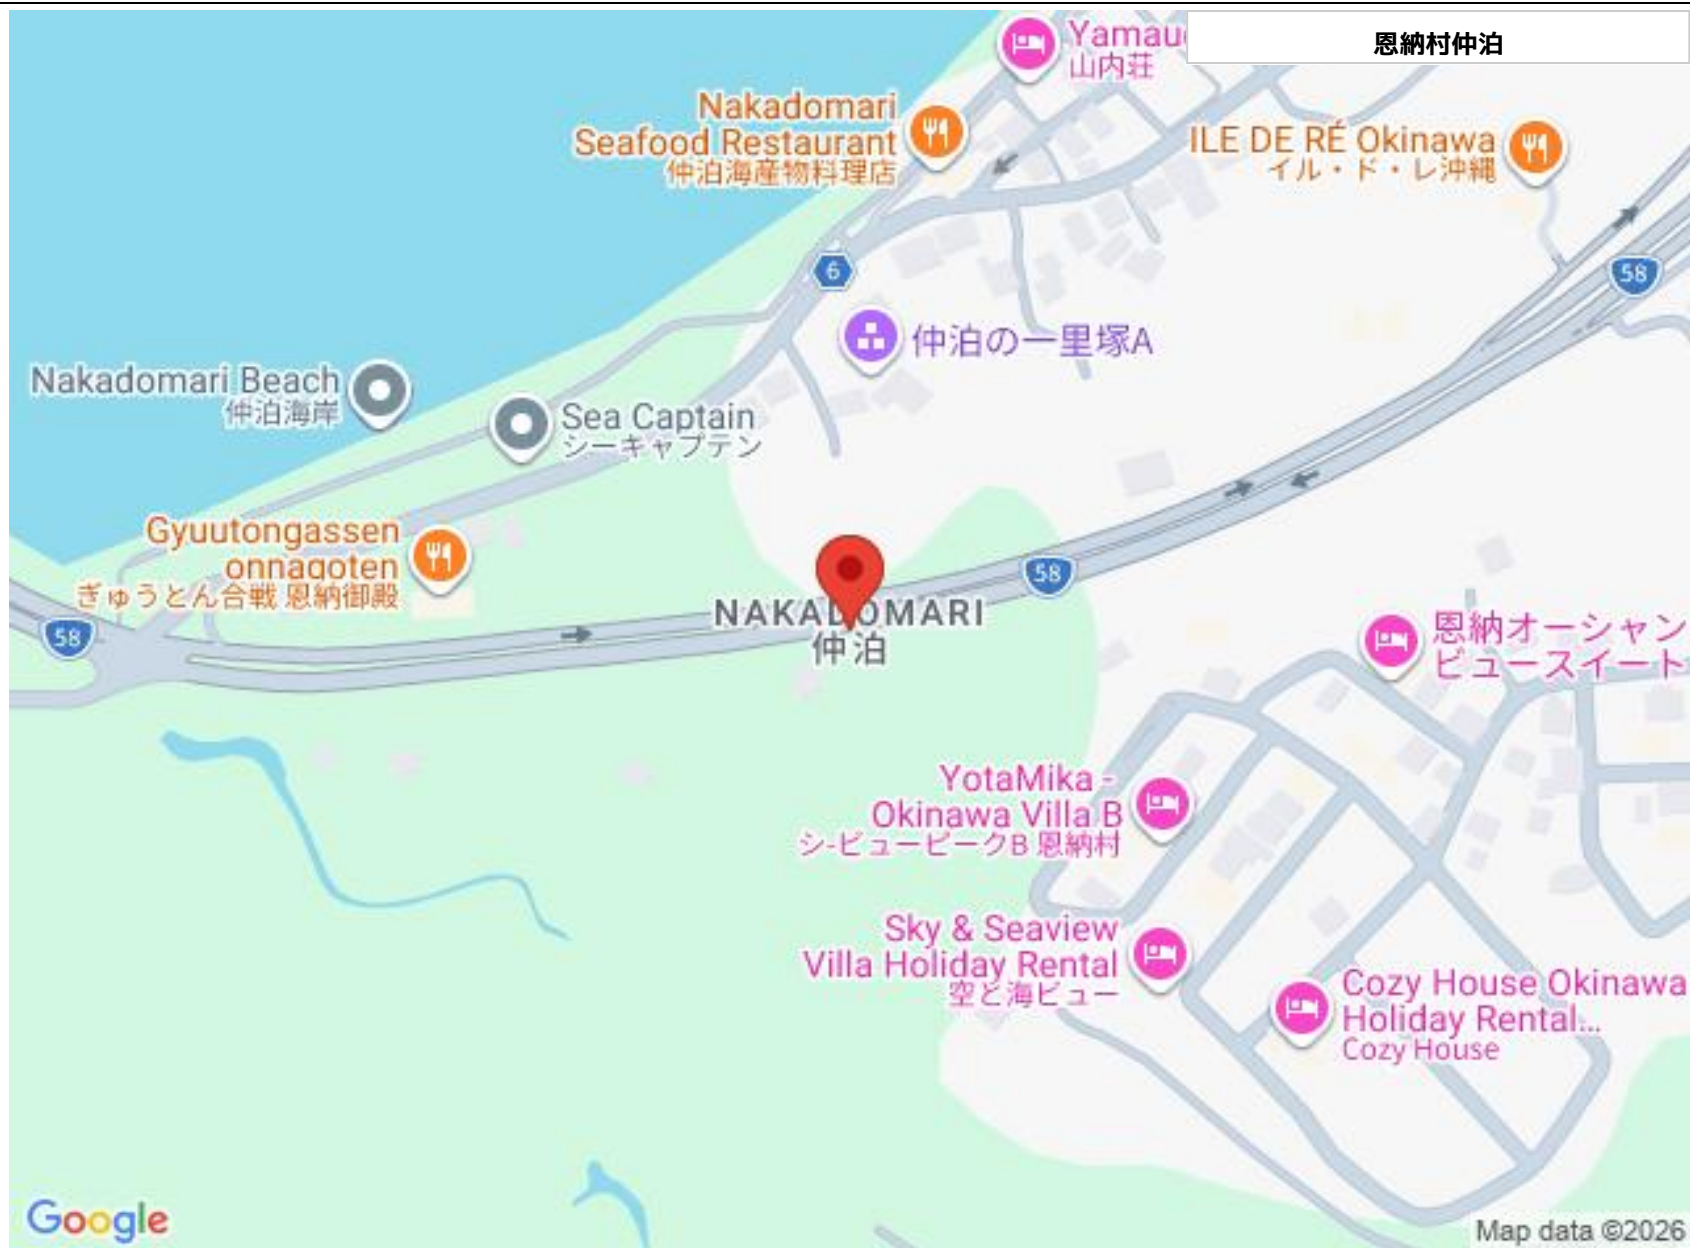 恩納村仲泊
Yamau
山内荘
Nakadomari
Seafood Restaurant
仲泊海産物料理店
ILE DE RÉ Okinawa
イル・ド・レ沖縄
6
58
仲泊の一里塚A
Nakadomari Beach
仲泊海岸
Sea Captain
シーキャプテン
Gyuutongassen
onnagoten
ぎゅうとん合戦 恩納御殿
58
58
NAKADOMARI
仲泊
恩納オーシャン
ビュースイート
YotaMika -
Okinawa Villa B
シ-ビューピークB 恩納村
Sky & Seaview
Villa Holiday Rental
空と海ビュー
Cozy House Okinawa
Holiday Rental...
Cozy House
Google
Map data ©2026